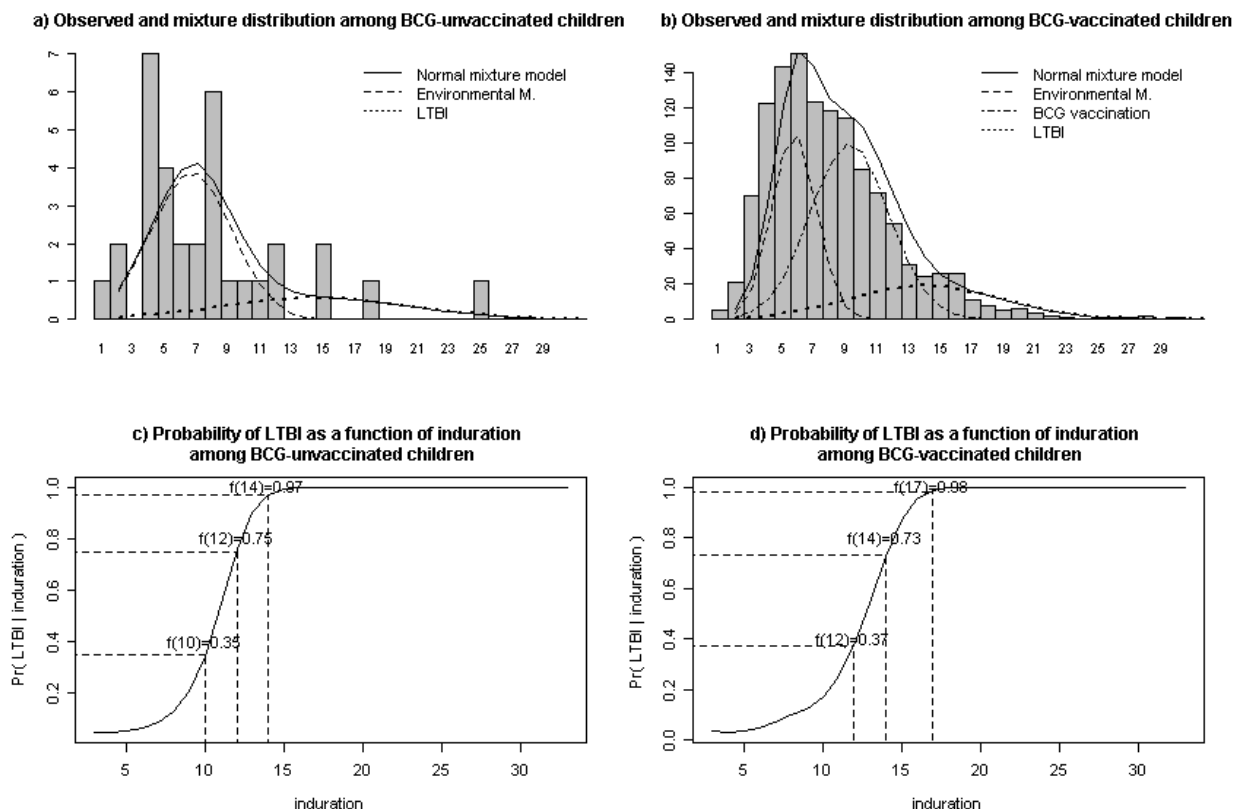 a) Observed and mixture distribution among BCG-unvaccinated children
7
6
5
4
3
2
1
0
Normal mixture model
Environmental M.
LTBI
1 3 5 7 9 11 13 15 17 19 21 23 25 27 29
b) Observed and mixture distribution among BCG-vaccinated children
140
120
100
80
60
40
20
0
Normal mixture model
Environmental M.
BCG vaccination
LTBI
1 3 5 7 9 11 13 15 17 19 21 23 25 27 29
c) Probability of LTBI as a function of induration
among BCG-unvaccinated children
Pr( LTBI | induration )
1.0
0.8
0.6
0.4
0.2
f(14)=0.97
f(12)=0.75
f(10)=0.35
5 10 15 20 25 30
induration
d) Probability of LTBI as a function of induration
among BCG-vaccinated children
Pr( LTBI | induration )
1.0
0.8
0.6
0.4
0.2
0.0
f(17)=0.98
f(14)=0.73
f(12)=0.37
5 10 15 20 25 30
induration